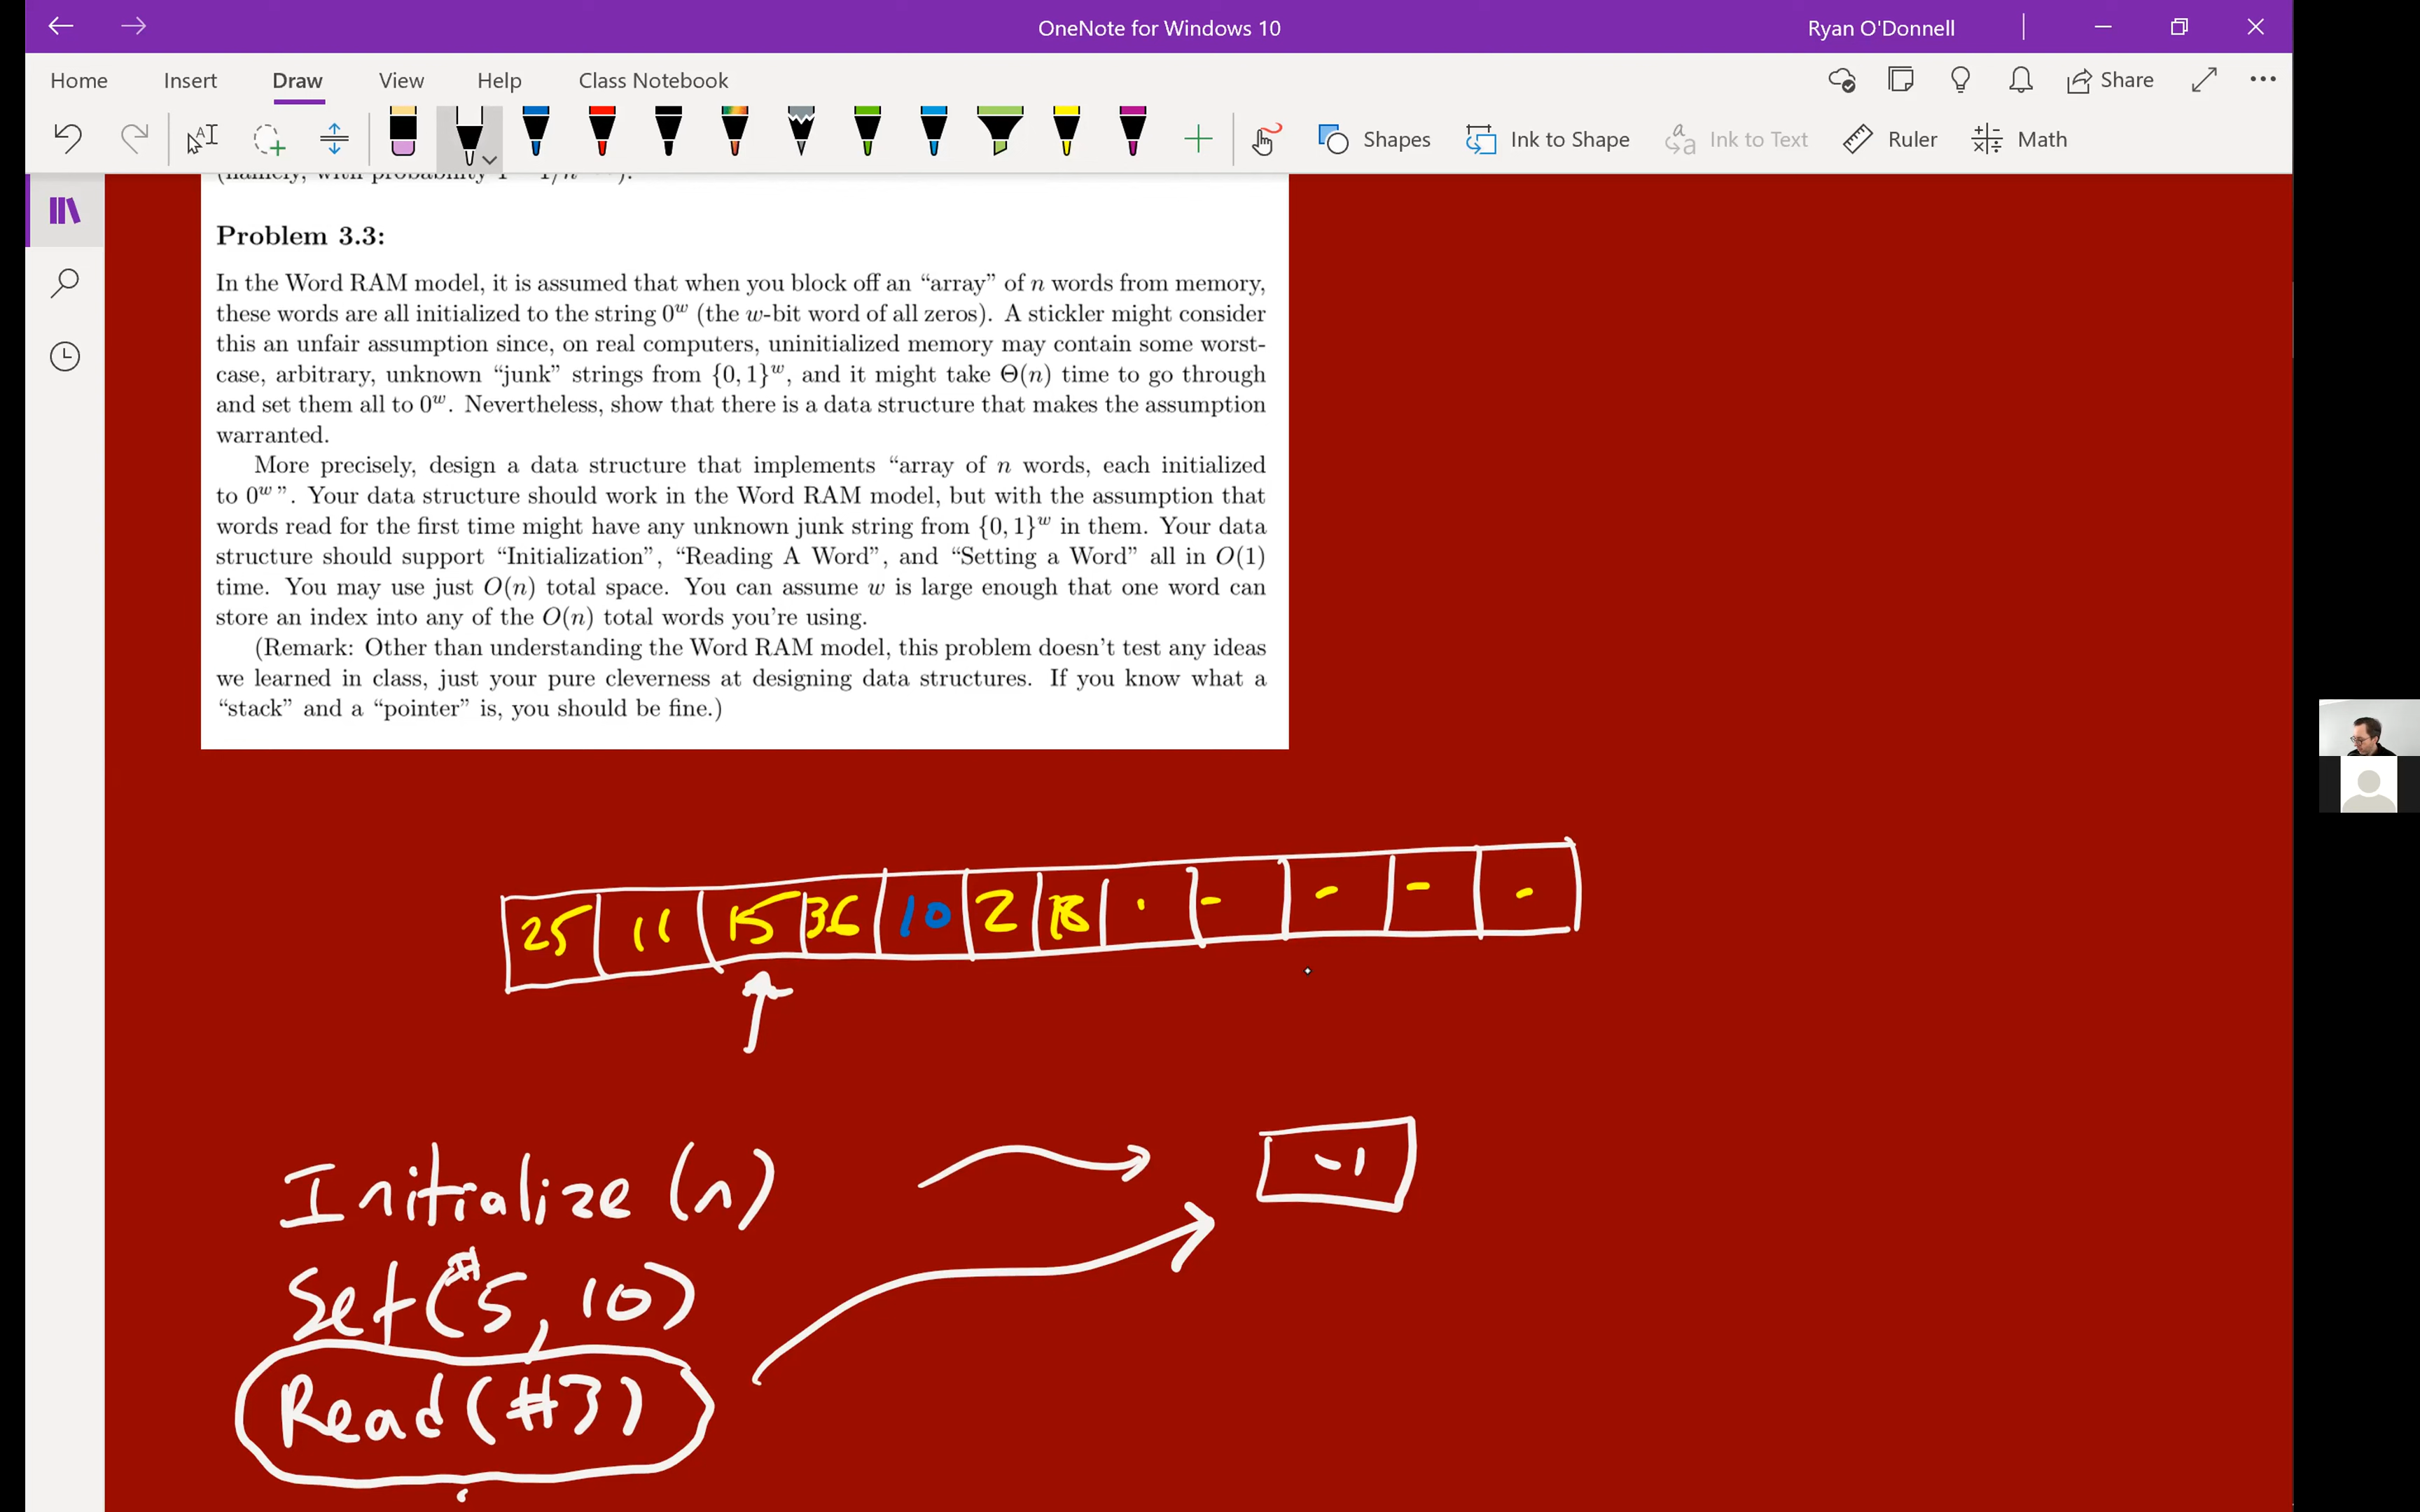 OneNote for Windows 10
Ryan O'Donnell
Home Insert Draw View Help Class Notebook
Share
Shapes Ink to Shape Ink to Text Ruler Math
(namely, with probability 1
Problem 3.3:
In the Word RAM model, it is assumed that when you block off an “array” of n words from memory,
these words are all initialized to the string 0ʷ (the w-bit word of all zeros). A stickler might consider
this an unfair assumption since, on real computers, uninitialized memory may contain some worst-
case, arbitrary, unknown “junk” strings from {0, 1}ʷ, and it might take Θ(n) time to go through
and set them all to 0ʷ. Nevertheless, show that there is a data structure that makes the assumption
warranted.
More precisely, design a data structure that implements “array of n words, each initialized
to 0ʷ”. Your data structure should work in the Word RAM model, but with the assumption that
words read for the first time might have any unknown junk string from {0, 1}ʷ in them. Your data
structure should support “Initialization”, “Reading A Word”, and “Setting a Word” all in O(1)
time. You may use just O(n) total space. You can assume w is large enough that one word can
store an index into any of the O(n) total words you’re using.
(Remark: Other than understanding the Word RAM model, this problem doesn’t test any ideas
we learned in class, just your pure cleverness at designing data structures. If you know what a
“stack” and a “pointer” is, you should be fine.)
25 11 15 36 10 2 18 · - - - -
Initialize (n)
-1
Set(#5, 10)
Read(#3)